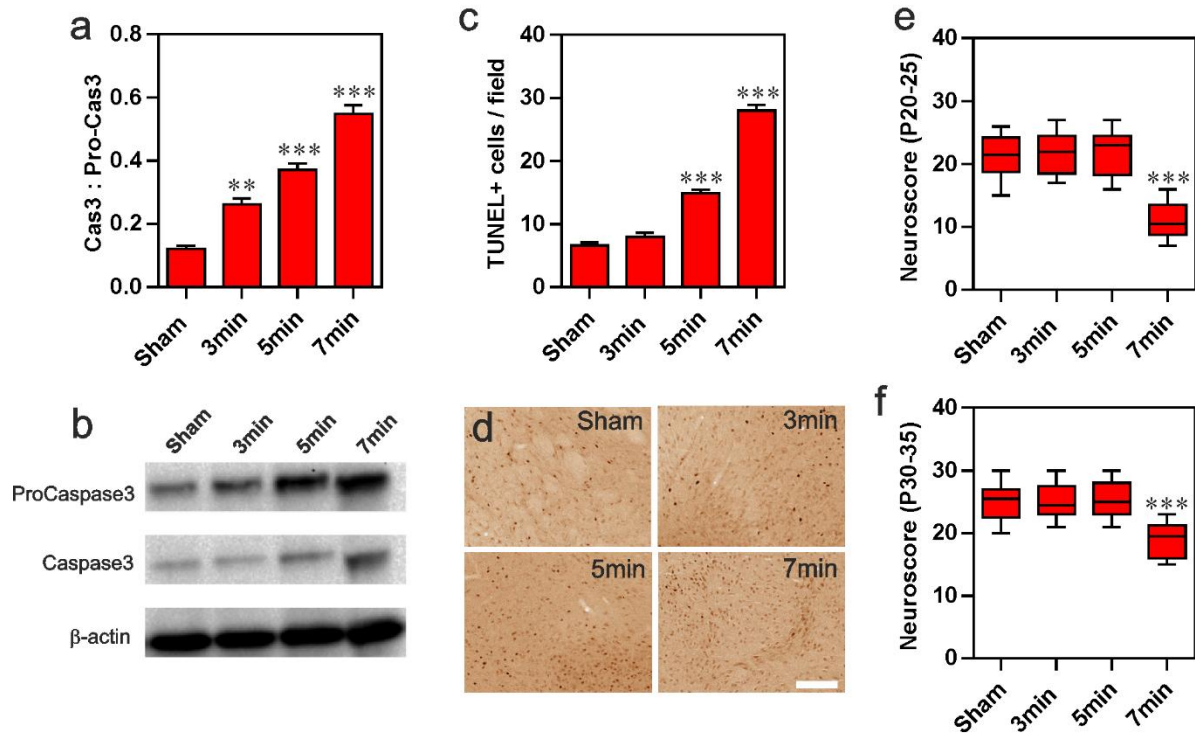 a
Cas3 : Pro-Cas3
0.8
0.6
0.4
0.2
0.0
**
***
***
Sham
3min
5min
7min
b
Sham
3min
5min
7min
ProCaspase3
Caspase3
β-actin
c
TUNEL+ cells / field
40
30
20
10
0
***
***
Sham
3min
5min
7min
d
Sham
3min
5min
7min
e
Neuroscore (P20-25)
40
30
20
10
0
***
Sham
3min
5min
7min
f
Neuroscore (P30-35)
40
30
20
10
0
***
Sham
3min
5min
7min